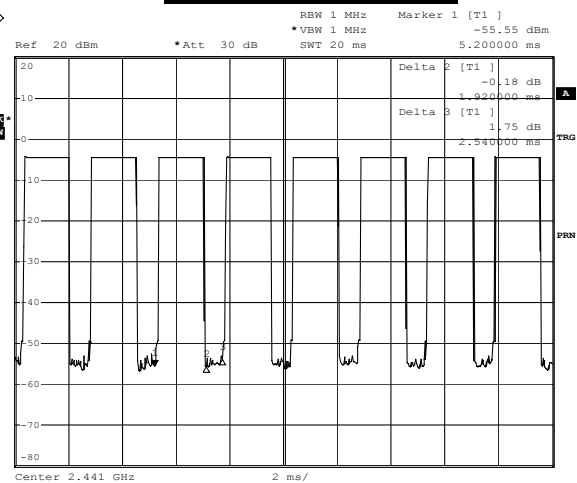 RBW 1 MHz Marker 1 [T1 ]
*VBW 1 MHz -55.55 dBm
Ref 20 dBm *Att 30 dB SWT 20 ms 5.200000 ms
20
Delta 2 [T1 ]
-0.18 dB
A
1.920000 ms
10
Delta 3 [T1 ]
1.75 dB
TRG
2.540000 ms
0
-10
-20
PRN
-30
-40
-50
1
2
3
-60
-70
-80
Center 2.441 GHz 2 ms/